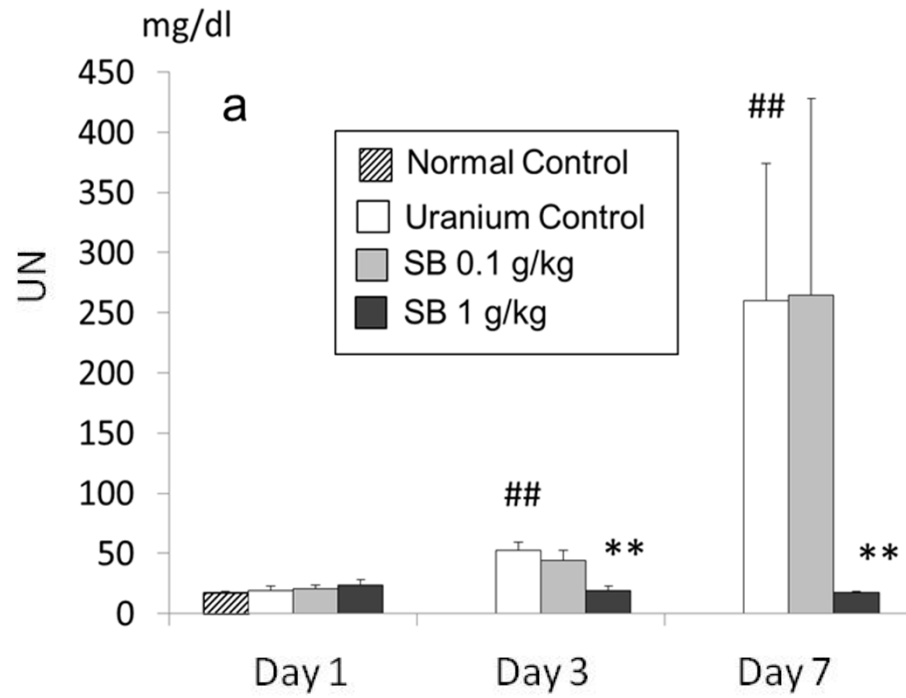 mg/dl
450
a
##
400
Normal Control
350
Uranium Control
300
SB 0.1 g/kg
UN
250
SB 1 g/kg
200
150
100
##
50
**
**
0
Day 1 Day 3 Day 7